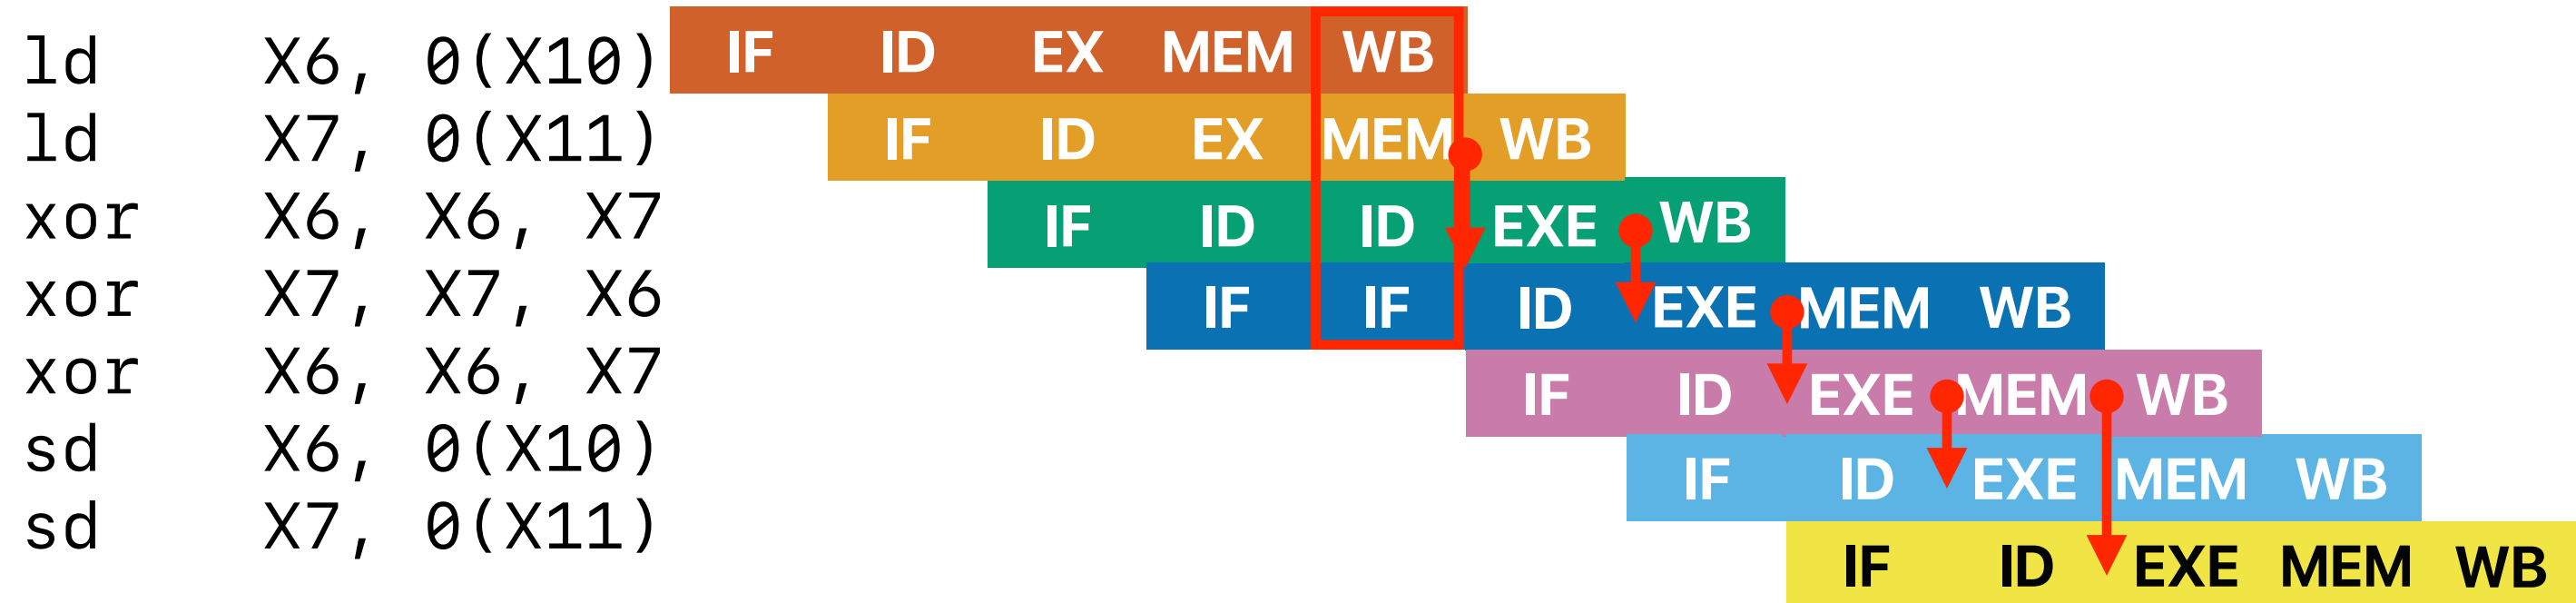 ld X6, 0(X10) IF ID EX MEM WB
ld X7, 0(X11) IF ID EX MEM WB
xor X6, X6, X7 IF ID ID EXE WB
xor X7, X7, X6 IF IF ID EXE MEM WB
xor X6, X6, X7 IF ID EXE MEM WB
sd X6, 0(X10) IF ID EXE MEM WB
sd X7, 0(X11) IF ID EXE MEM WB